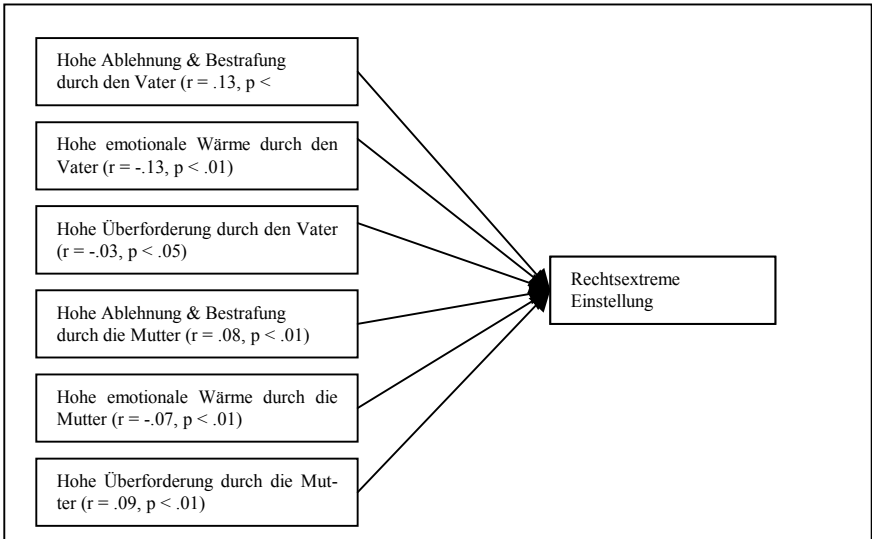 Hohe Ablehnung & Bestrafung
durch den Vater (r = .13, p <
Hohe emotionale Wärme durch den
Vater (r = -.13, p < .01)
Hohe Überforderung durch den Vater
(r = -.03, p < .05)
Hohe Ablehnung & Bestrafung
durch die Mutter (r = .08, p < .01)
Hohe emotionale Wärme durch die
Mutter (r = -.07, p < .01)
Hohe Überforderung durch die Mut-
ter (r = .09, p < .01)
Rechtsextreme
Einstellung